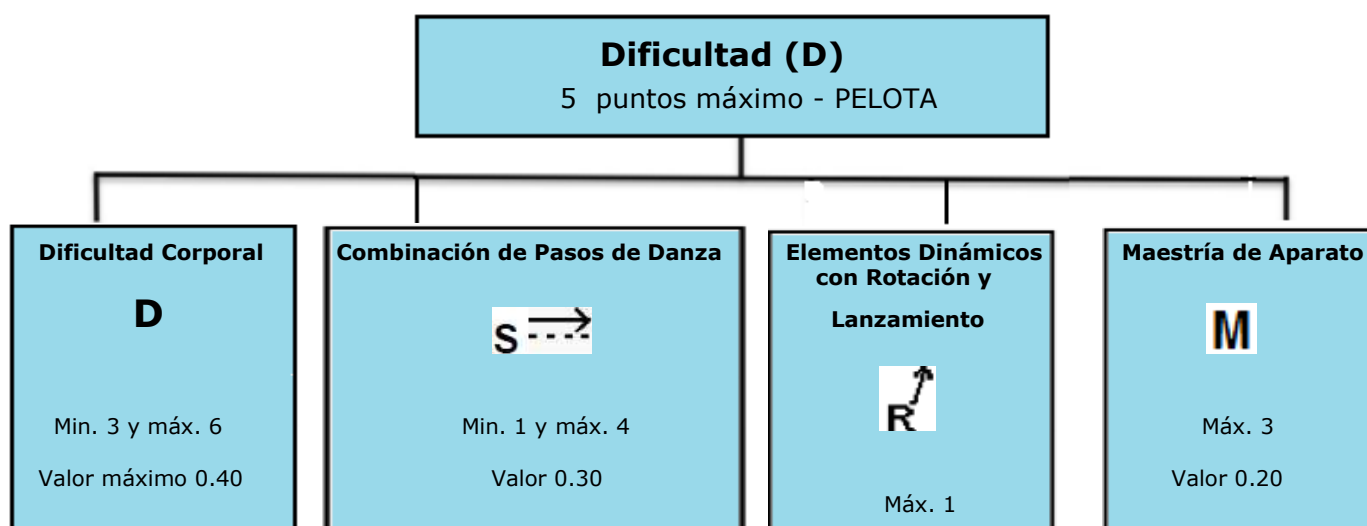 Dificultad (D)
5 puntos máximo - PELOTA
Dificultad Corporal
D
Min. 3 y máx. 6
Valor máximo 0.40
Combinación de Pasos de Danza
S
Min. 1 y máx. 4
Valor 0.30
Elementos Dinámicos
con Rotación y
Lanzamiento
R
Máx. 1
Maestría de Aparato
M
Máx. 3
Valor 0.20